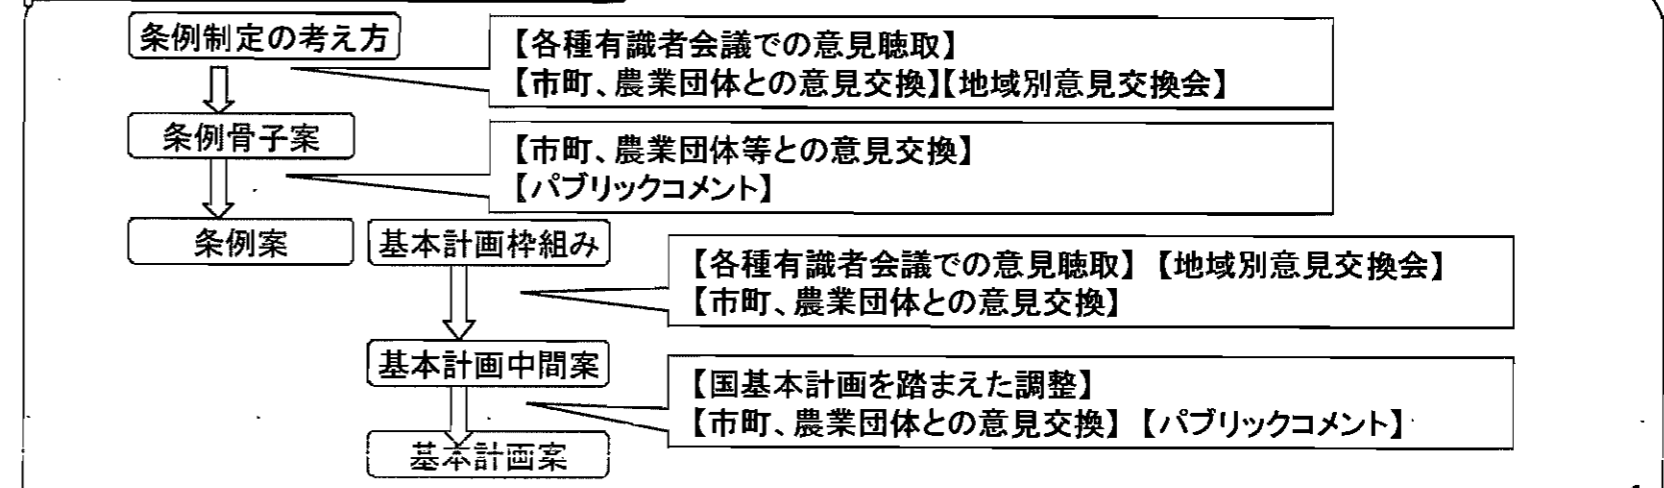 条例制定の考え方
【各種有識者会議での意見聴取】
【市町、農業団体との意見交換】【地域別意見交換会】
条例骨子案
【市町、農業団体等との意見交換】
【パブリックコメント】
条例案
基本計画枠組み
【各種有識者会議での意見聴取】 【地域別意見交換会】
【市町、農業団体との意見交換】
基本計画中間案
【国基本計画を踏まえた調整】
【市町、農業団体との意見交換】 【パブリックコメント】
基本計画案